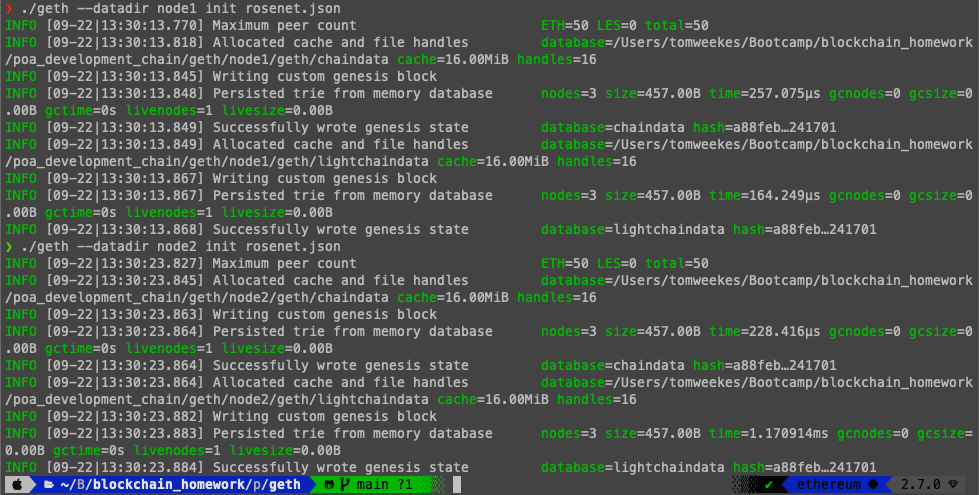 ❯ ./geth --datadir node1 init rosenet.json
INFO [09-22|13:30:13.770] Maximum peer count                       ETH=50 LES=0 total=50
INFO [09-22|13:30:13.818] Allocated cache and file handles         database=/Users/tomweekes/Bootcamp/blockchain_homework
/poa_development_chain/geth/node1/geth/chaindata cache=16.00MiB handles=16
INFO [09-22|13:30:13.845] Writing custom genesis block
INFO [09-22|13:30:13.848] Persisted trie from memory database      nodes=3 size=457.00B time=257.075µs gcnodes=0 gcsize=0
.00B gctime=0s livenodes=1 livesize=0.00B
INFO [09-22|13:30:13.849] Successfully wrote genesis state         database=chaindata hash=a88feb…241701
INFO [09-22|13:30:13.849] Allocated cache and file handles         database=/Users/tomweekes/Bootcamp/blockchain_homework
/poa_development_chain/geth/node1/geth/lightchaindata cache=16.00MiB handles=16
INFO [09-22|13:30:13.867] Writing custom genesis block
INFO [09-22|13:30:13.867] Persisted trie from memory database      nodes=3 size=457.00B time=164.249µs gcnodes=0 gcsize=0
.00B gctime=0s livenodes=1 livesize=0.00B
INFO [09-22|13:30:13.868] Successfully wrote genesis state         database=lightchaindata hash=a88feb…241701
❯ ./geth --datadir node2 init rosenet.json
INFO [09-22|13:30:23.827] Maximum peer count                       ETH=50 LES=0 total=50
INFO [09-22|13:30:23.845] Allocated cache and file handles         database=/Users/tomweekes/Bootcamp/blockchain_homework
/poa_development_chain/geth/node2/geth/chaindata cache=16.00MiB handles=16
INFO [09-22|13:30:23.863] Writing custom genesis block
INFO [09-22|13:30:23.864] Persisted trie from memory database      nodes=3 size=457.00B time=228.416µs gcnodes=0 gcsize=0
.00B gctime=0s livenodes=1 livesize=0.00B
INFO [09-22|13:30:23.864] Successfully wrote genesis state         database=chaindata hash=a88feb…241701
INFO [09-22|13:30:23.864] Allocated cache and file handles         database=/Users/tomweekes/Bootcamp/blockchain_homework
/poa_development_chain/geth/node2/geth/lightchaindata cache=16.00MiB handles=16
INFO [09-22|13:30:23.882] Writing custom genesis block
INFO [09-22|13:30:23.883] Persisted trie from memory database      nodes=3 size=457.00B time=1.170914ms gcnodes=0 gcsize=
0.00B gctime=0s livenodes=1 livesize=0.00B
INFO [09-22|13:30:23.884] Successfully wrote genesis state         database=lightchaindata hash=a88feb…241701
~/B/blockchain_homework/p/geth main ?1 ✔ ethereum 2.7.0